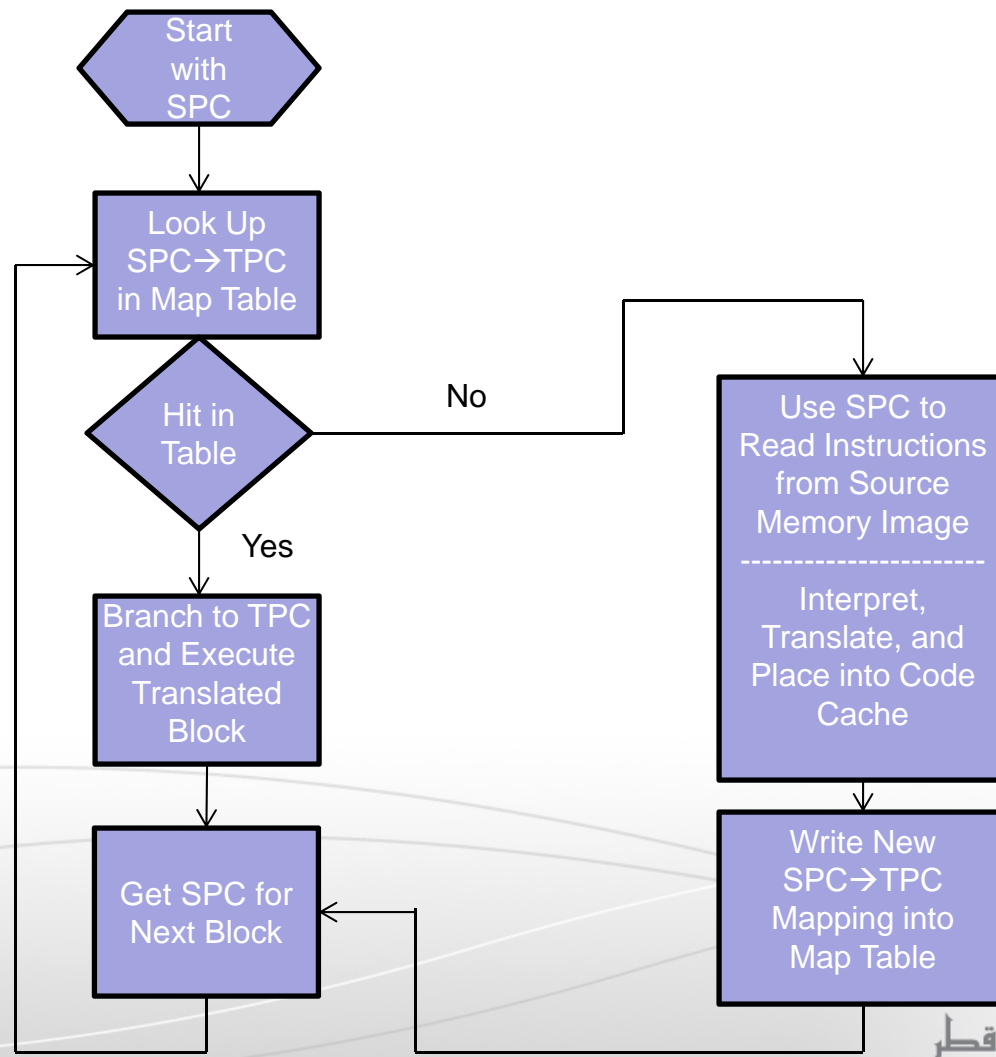 Start
with
SPC
Look Up
SPC→TPC
in Map Table
Hit in
Table
No
Yes
Use SPC to
Read Instructions
from Source
Memory Image
------------------------
Interpret,
Translate, and
Place into Code
Cache
Branch to TPC
and Execute
Translated
Block
Get SPC for
Next Block
Write New
SPC→TPC
Mapping into
Map Table
قطر